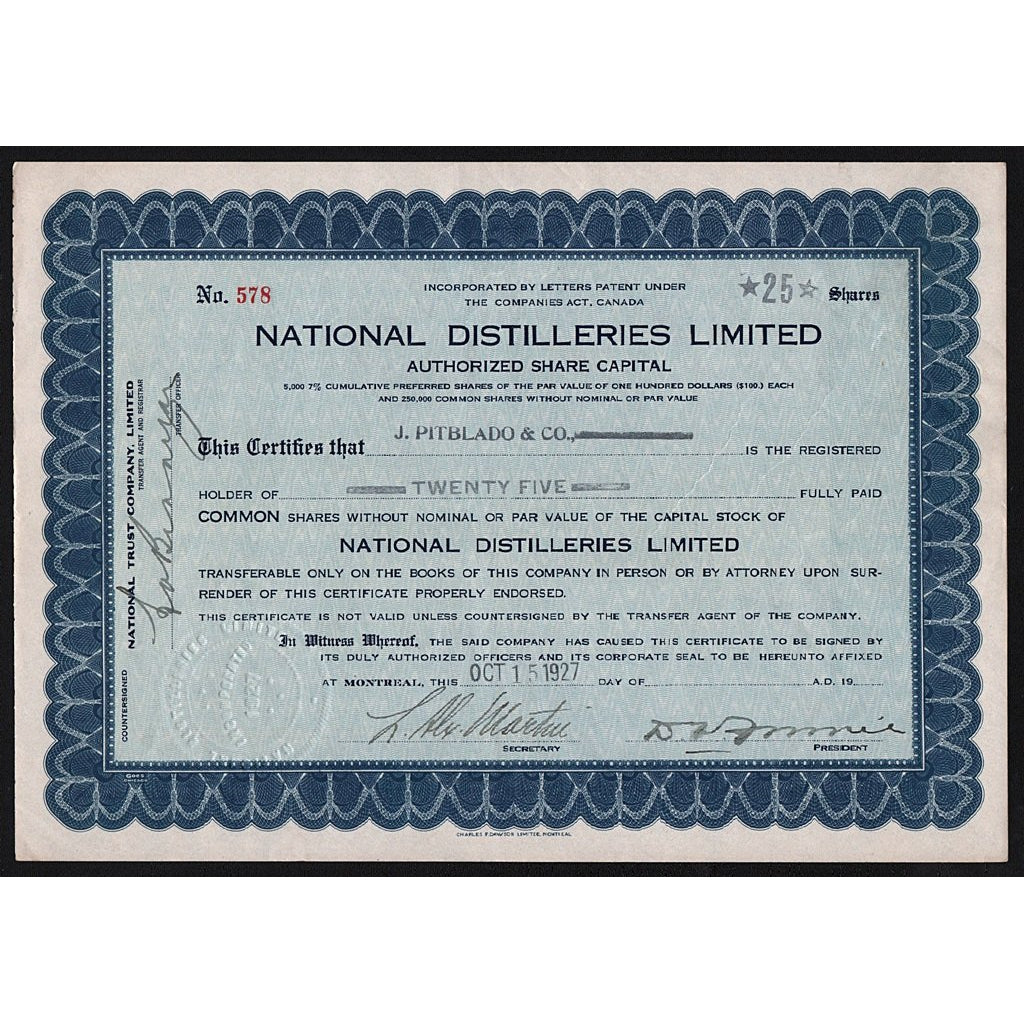 No. 578
INCORPORATED BY LETTERS PATENT UNDER
THE COMPANIES ACT, CANADA
★25☆ Shares
NATIONAL DISTILLERIES LIMITED
AUTHORIZED SHARE CAPITAL
5,000 7% CUMULATIVE PREFERRED SHARES OF THE PAR VALUE OF ONE HUNDRED DOLLARS ($100.) EACH
AND 250,000 COMMON SHARES WITHOUT NOMINAL OR PAR VALUE
This Certifies that J. PITBLADO & CO., IS THE REGISTERED
HOLDER OF TWENTY FIVE FULLY PAID
COMMON SHARES WITHOUT NOMINAL OR PAR VALUE OF THE CAPITAL STOCK OF
NATIONAL DISTILLERIES LIMITED
TRANSFERABLE ONLY ON THE BOOKS OF THIS COMPANY IN PERSON OR BY ATTORNEY UPON SUR-
RENDER OF THIS CERTIFICATE PROPERLY ENDORSED.
THIS CERTIFICATE IS NOT VALID UNLESS COUNTERSIGNED BY THE TRANSFER AGENT OF THE COMPANY.
In Witness Whereof, THE SAID COMPANY HAS CAUSED THIS CERTIFICATE TO BE SIGNED BY
ITS DULY AUTHORIZED OFFICERS AND ITS CORPORATE SEAL TO BE HEREUNTO AFFIXED
AT MONTREAL, THIS OCT 15 1927 DAY OF A.D. 19
SECRETARY
PRESIDENT
COUNTERSIGNED
NATIONAL TRUST COMPANY, LIMITED
TRANSFER AGENT AND REGISTRAR
TRANSFER OFFICER
GOES
CHICAGO
CHARLES F. DAWSON LIMITED, MONTREAL